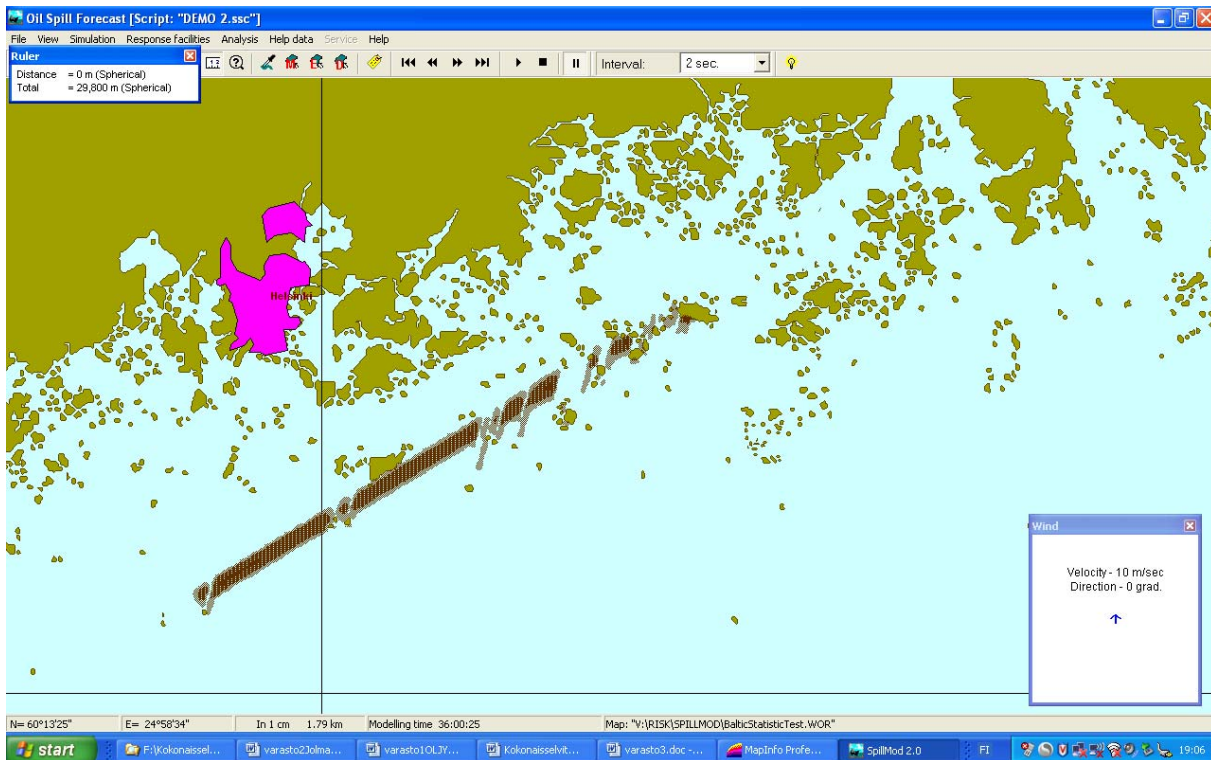 Oil Spill Forecast [Script: "DEMO 2.ssc"]
File View Simulation Response facilities Analysis Help data Service Help
Ruler
Distance = 0 m (Spherical)
Total = 29,800 m (Spherical)
Interval: 2 sec.
Helsinki
Wind
Velocity - 10 m/sec
Direction - 0 grad.
N= 60°13'25" E= 24°58'34" In 1 cm 1.79 km Modelling time 36:00:25 Map: "V:\RISK\SPILLMOD\BalticStatisticTest.WOR"
start F:\Kokonaissel... varasto2Jolma... varasto1OLJY... Kokonaisselvit... varasto3.doc -... MapInfo Profe... SpillMod 2.0 FI 19:06